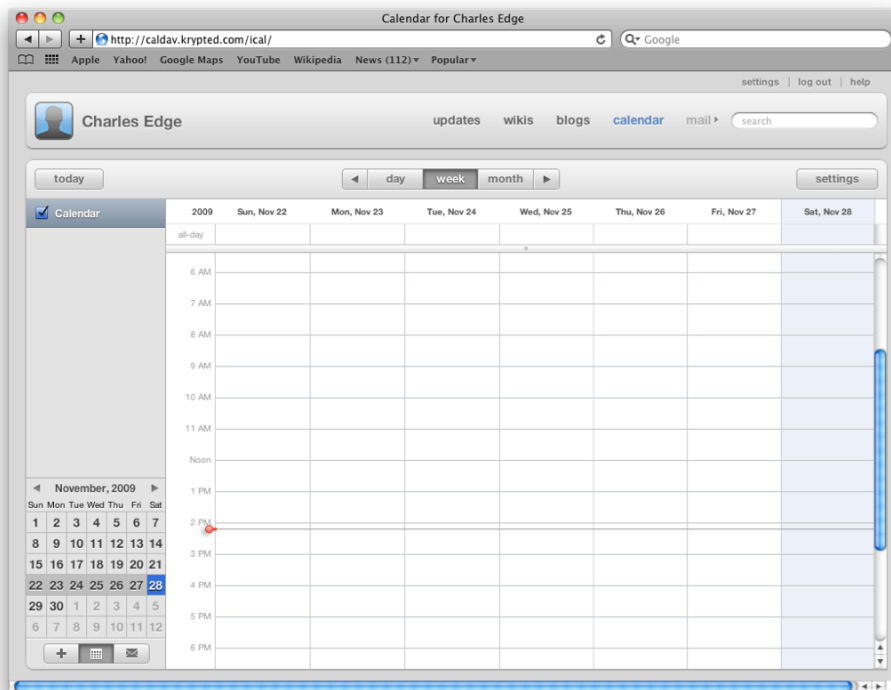 Calendar for Charles Edge
http://caldav.krypted.com/ical/
Google
Apple Yahoo! Google Maps YouTube Wikipedia News (112) Popular
settings | log out | help
Charles Edge
updates wikis blogs calendar mail
search
today
day week month
settings
Calendar
2009 Sun, Nov 22 Mon, Nov 23 Tue, Nov 24 Wed, Nov 25 Thu, Nov 26 Fri, Nov 27 Sat, Nov 28
all-day
6 AM
7 AM
8 AM
9 AM
10 AM
11 AM
Noon
1 PM
2 PM
3 PM
4 PM
5 PM
6 PM
November, 2009
Sun Mon Tue Wed Thu Fri Sat
1 2 3 4 5 6 7
8 9 10 11 12 13 14
15 16 17 18 19 20 21
22 23 24 25 26 27 28
29 30 1 2 3 4 5
6 7 8 9 10 11 12